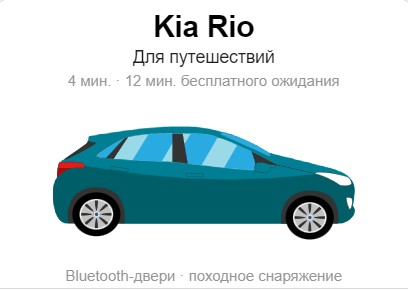 Kia Rio
Для путешествий
4 мин. · 12 мин. бесплатного ожидания
Bluetooth-двери · походное снаряжение